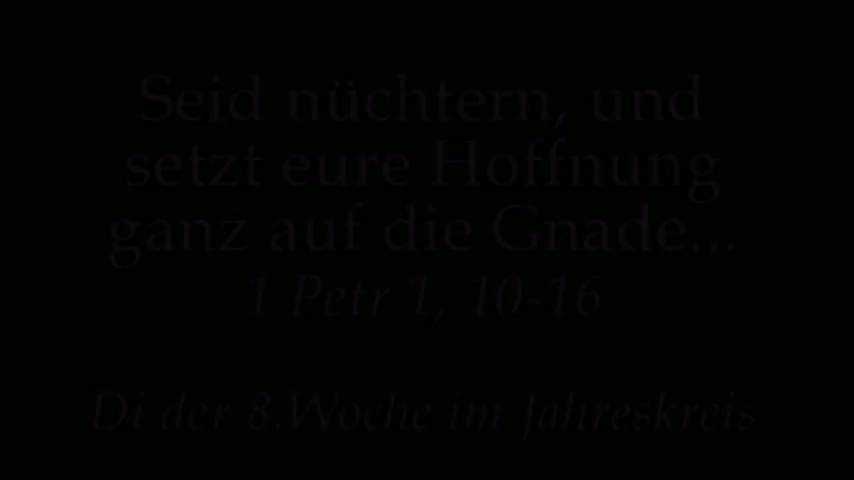 Seid nüchtern, und
setzt eure Hoffnung
ganz auf die Gnade...
1 Petr 1, 10-16
Di der 8.Woche im Jahreskreis